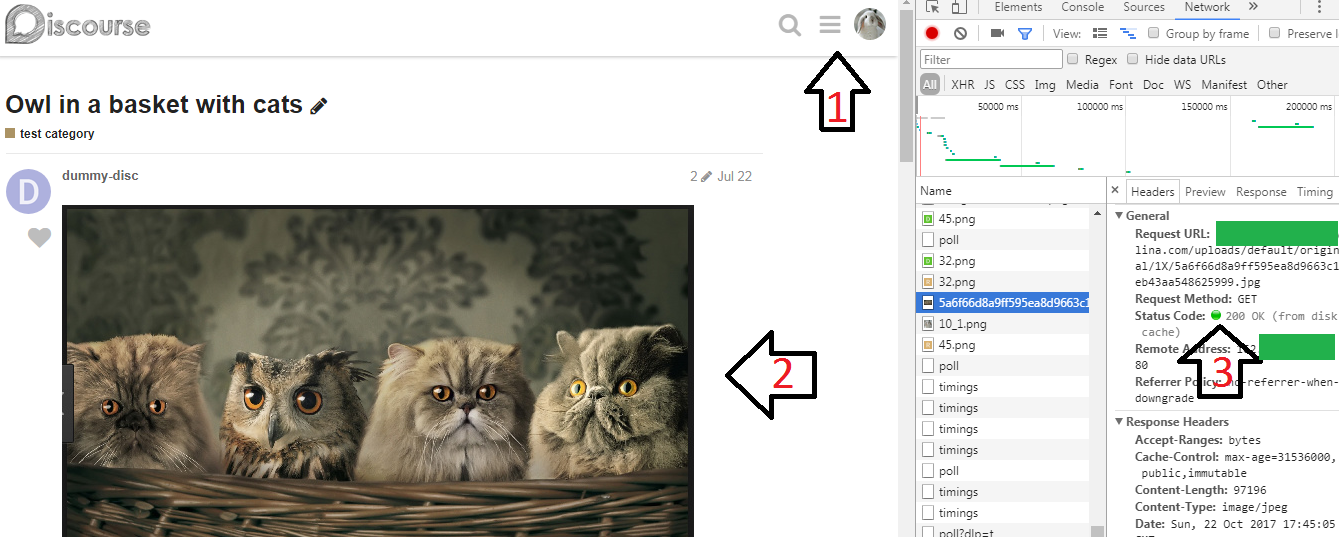 Discourse
Owl in a basket with cats
test category
D
dummy-disc
2 Jul 22
1
2
Elements Console Sources Network »
View: Group by frame Preserve l
Filter Regex Hide data URLs
All XHR JS CSS Img Media Font Doc WS Manifest Other
50000 ms 100000 ms 150000 ms 200000 ms
Name
45.png
poll
32.png
32.png
5a6f66d8a9ff595ea8d9663c1
10_1.png
45.png
poll
timings
timings
timings
timings
poll
timings
timings
poll?dlp=t
× Headers Preview Response Timing
General
Request URL:
lina.com/uploads/default/origin
al/1X/5a6f66d8a9ff595ea8d9663c1
eb43aa548625999.jpg
Request Method: GET
Status Code: 200 OK (from disk
cache)
Remote Address:
80
3
Referrer Policy: no-referrer-when-
downgrade
Response Headers
Accept-Ranges: bytes
Cache-Control: max-age=31536000,
public,immutable
Content-Length: 97196
Content-Type: image/jpeg
Date: Sun, 22 Oct 2017 17:45:05